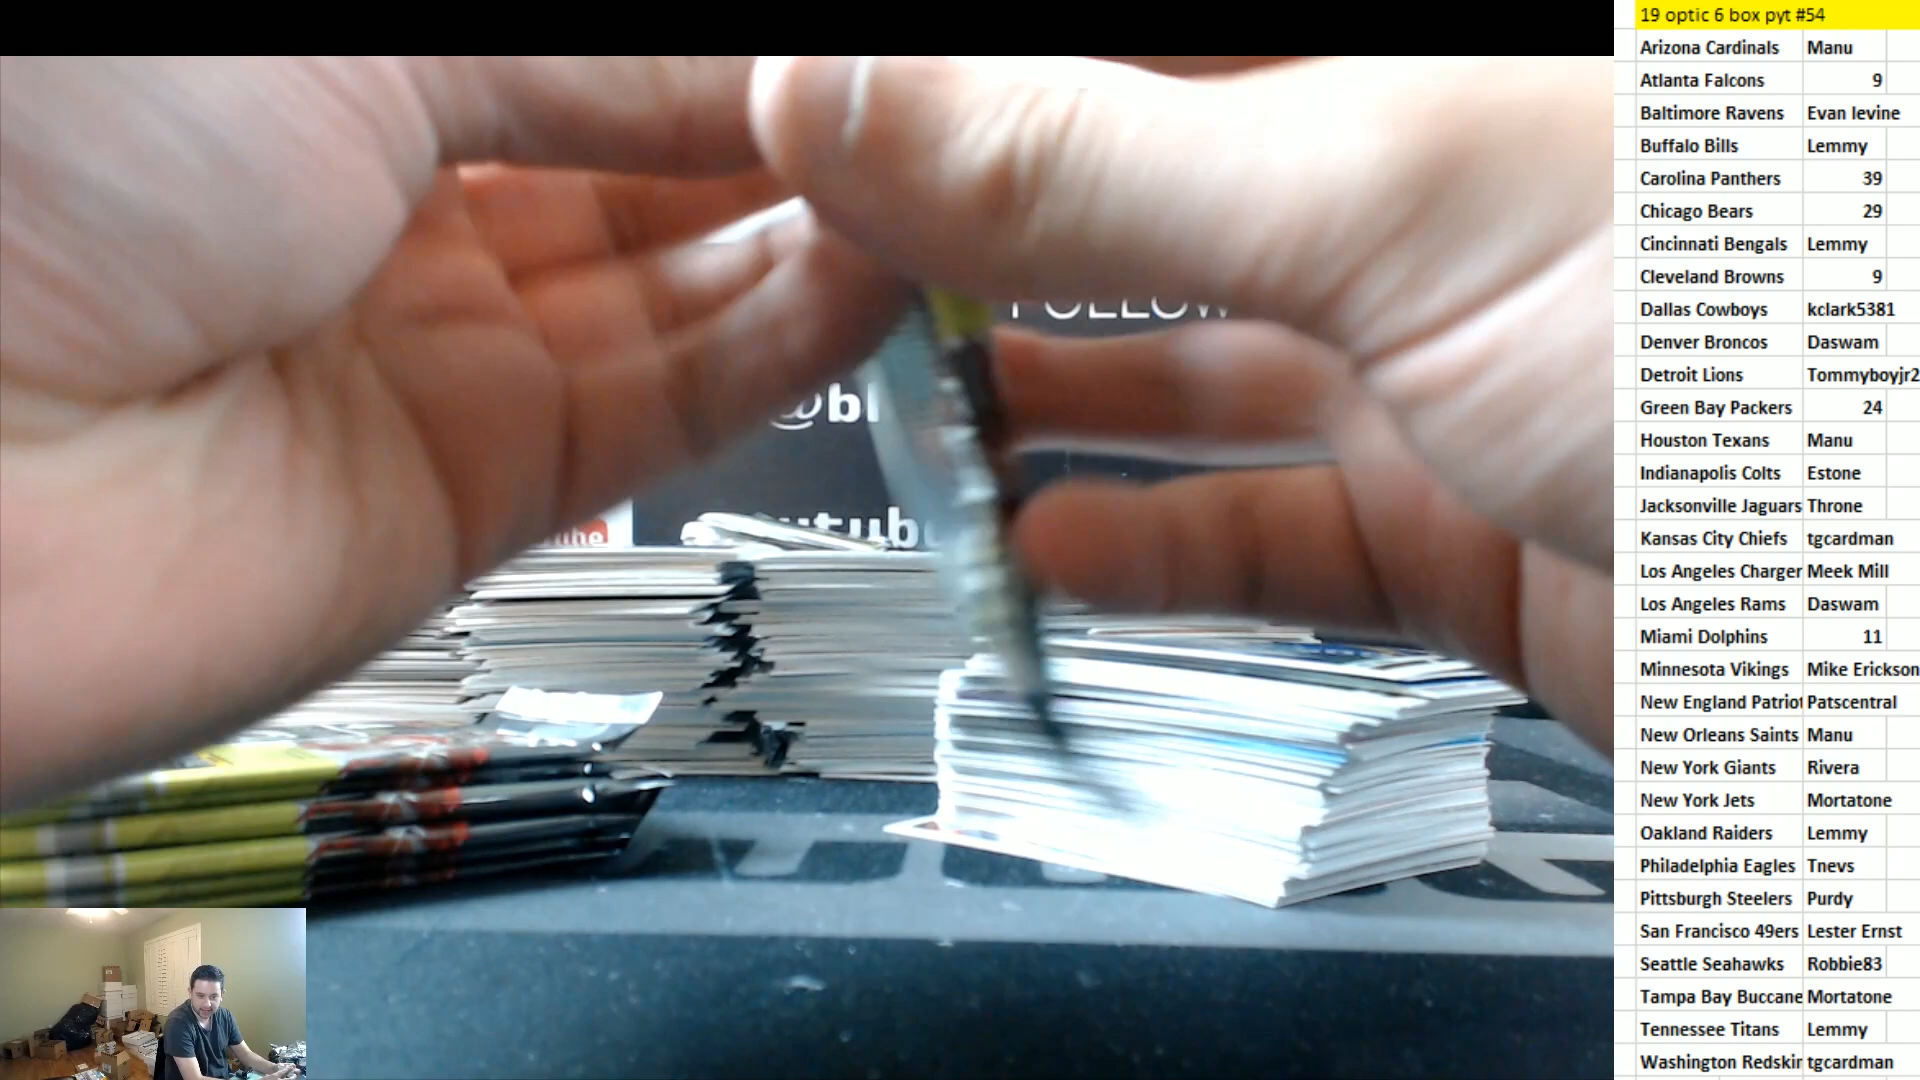 19 optic 6 box pyt #54
Arizona Cardinals Manu
Atlanta Falcons 9
Baltimore Ravens Evan levine
Buffalo Bills Lemmy
Carolina Panthers 39
Chicago Bears 29
Cincinnati Bengals Lemmy
Cleveland Browns 9
Dallas Cowboys kclark5381
Denver Broncos Daswam
Detroit Lions Tommyboyjr2
Green Bay Packers 24
Houston Texans Manu
Indianapolis Colts Estone
Jacksonville Jaguars Throne
Kansas City Chiefs tgcardman
Los Angeles Charger Meek Mill
Los Angeles Rams Daswam
Miami Dolphins 11
Minnesota Vikings Mike Erickson
New England Patriot Patscentral
New Orleans Saints Manu
New York Giants Rivera
New York Jets Mortatone
Oakland Raiders Lemmy
Philadelphia Eagles Tnevs
Pittsburgh Steelers Purdy
San Francisco 49ers Lester Ernst
Seattle Seahawks Robbie83
Tampa Bay Buccane Mortatone
Tennessee Titans Lemmy
Washington Redskin tgcardman
FOLLOW
@bl
utub